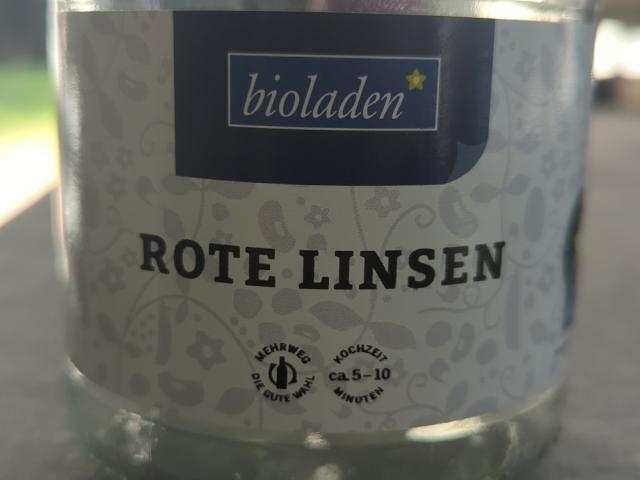 bioladen
ROTE LINSEN
MEHRWEG
DIE GUTE WAHL
KOCHZEIT
ca. 5-10
MINUTEN